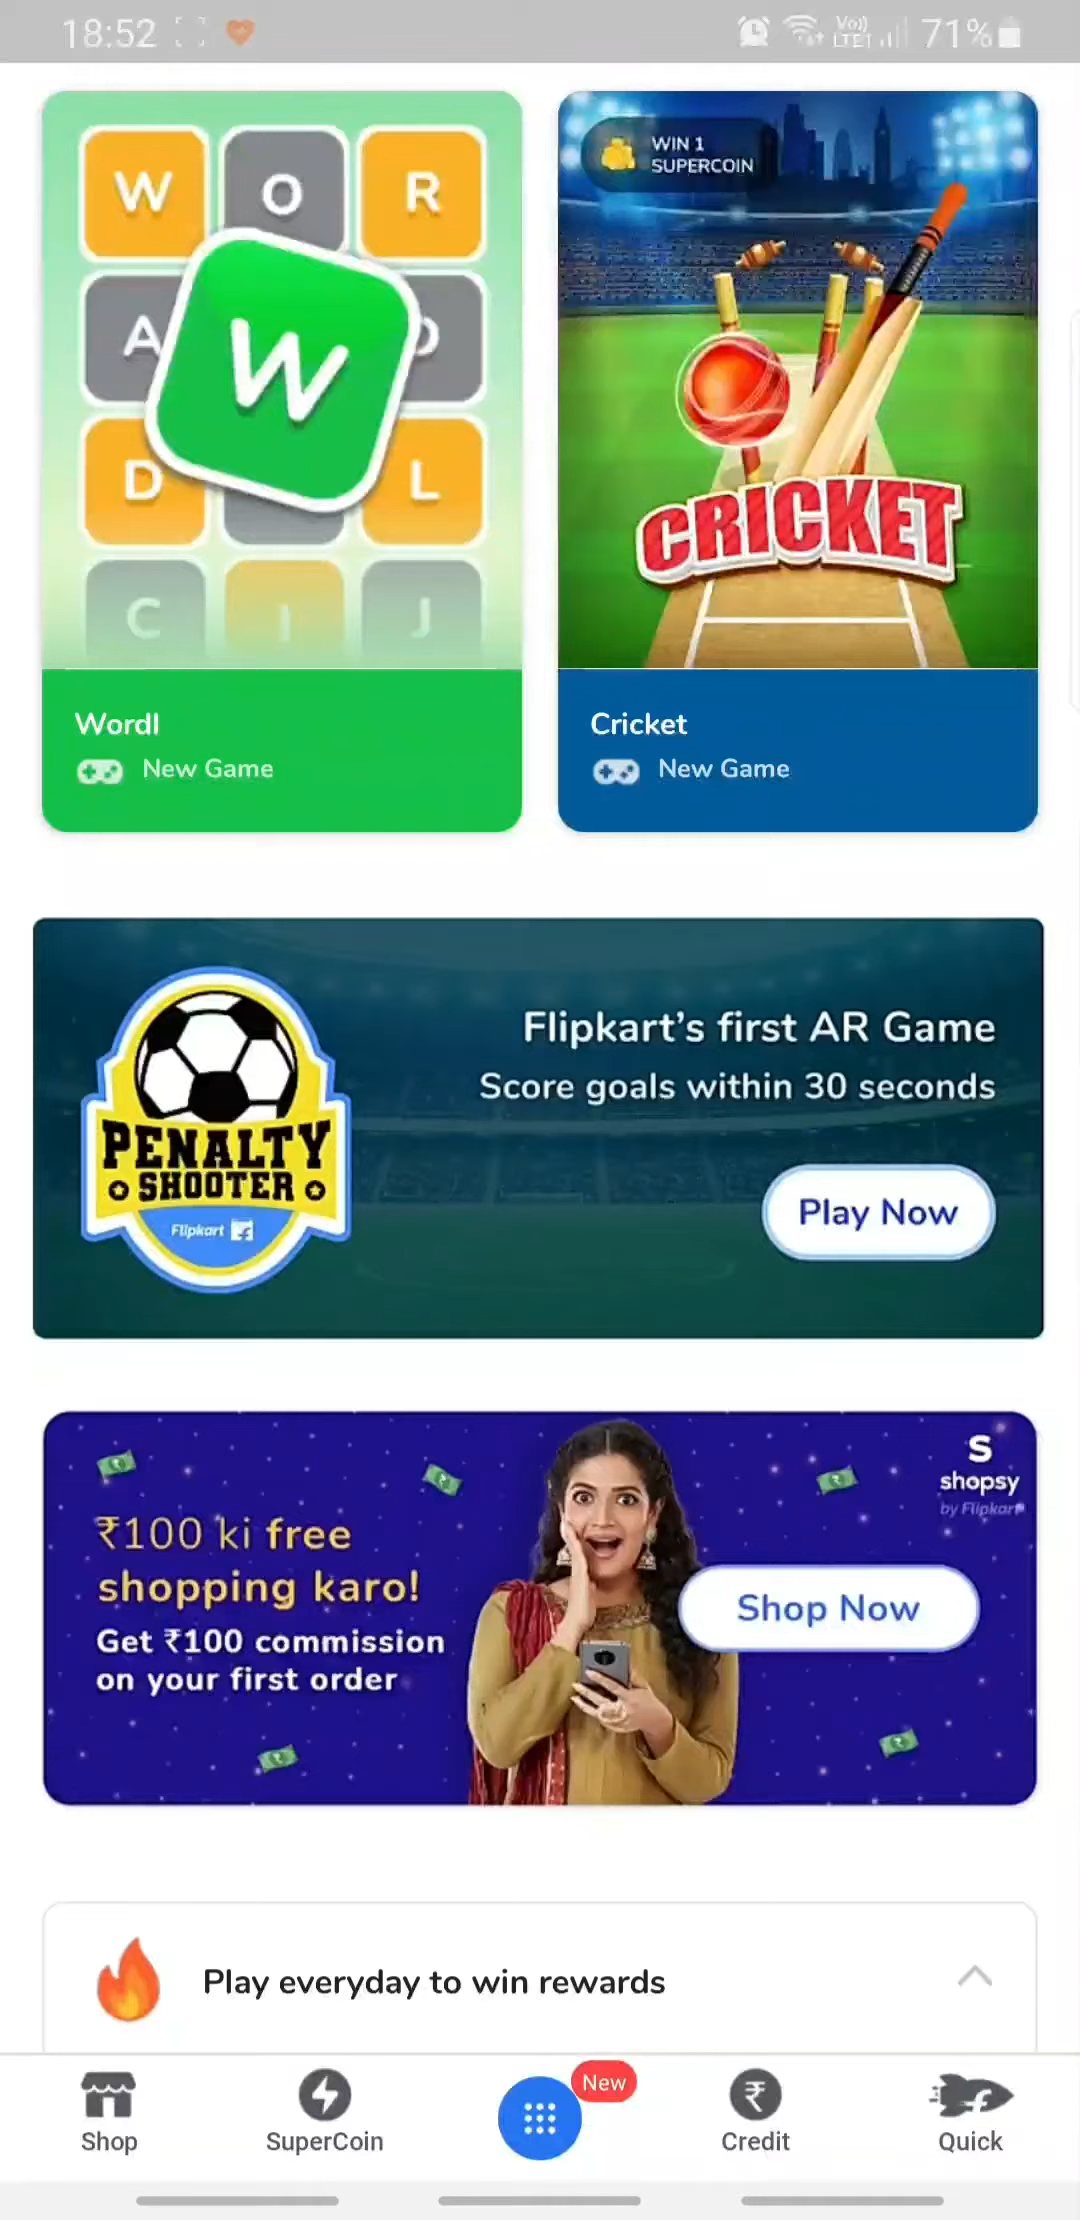 18:52
Vo))
LTE1
71%
W O R
A D
D L
W
C I J
Wordl
New Game
WIN 1
SUPERCOIN
CRICKET
Cricket
New Game
PENALTY
SHOOTER
Flipkart
Flipkart's first AR Game
Score goals within 30 seconds
Play Now
₹100 ki free
shopping karo!
Get ₹100 commission
on your first order
S
shopsy
by Flipkart
Shop Now
Play everyday to win rewards
New
Shop
SuperCoin
Credit
Quick